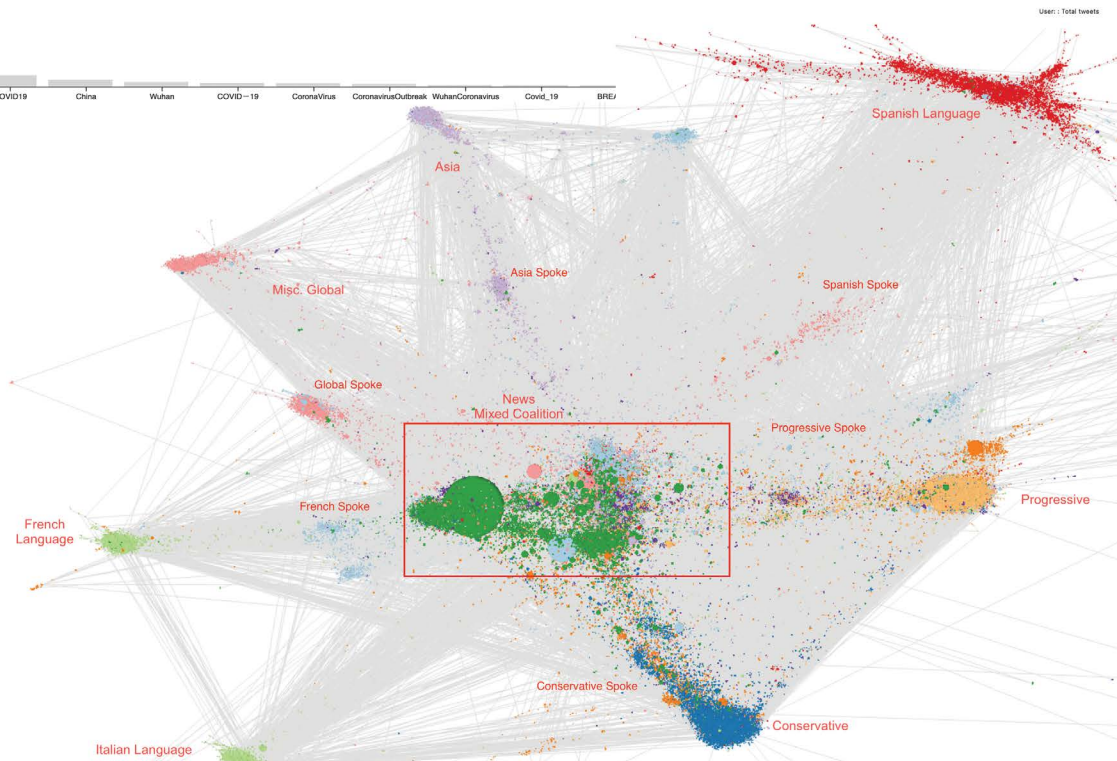 User: : Total tweets
OVID19 China Wuhan COVID−19 CoronaVirus CoronavirusOutbreak WuhanCoronavirus Covid_19 BREA
Spanish Language
Asia
Asia Spoke
Misc. Global
Spanish Spoke
Global Spoke
News
Mixed Coalition
Progressive Spoke
Progressive
French Spoke
French
Language
Conservative Spoke
Conservative
Italian Language